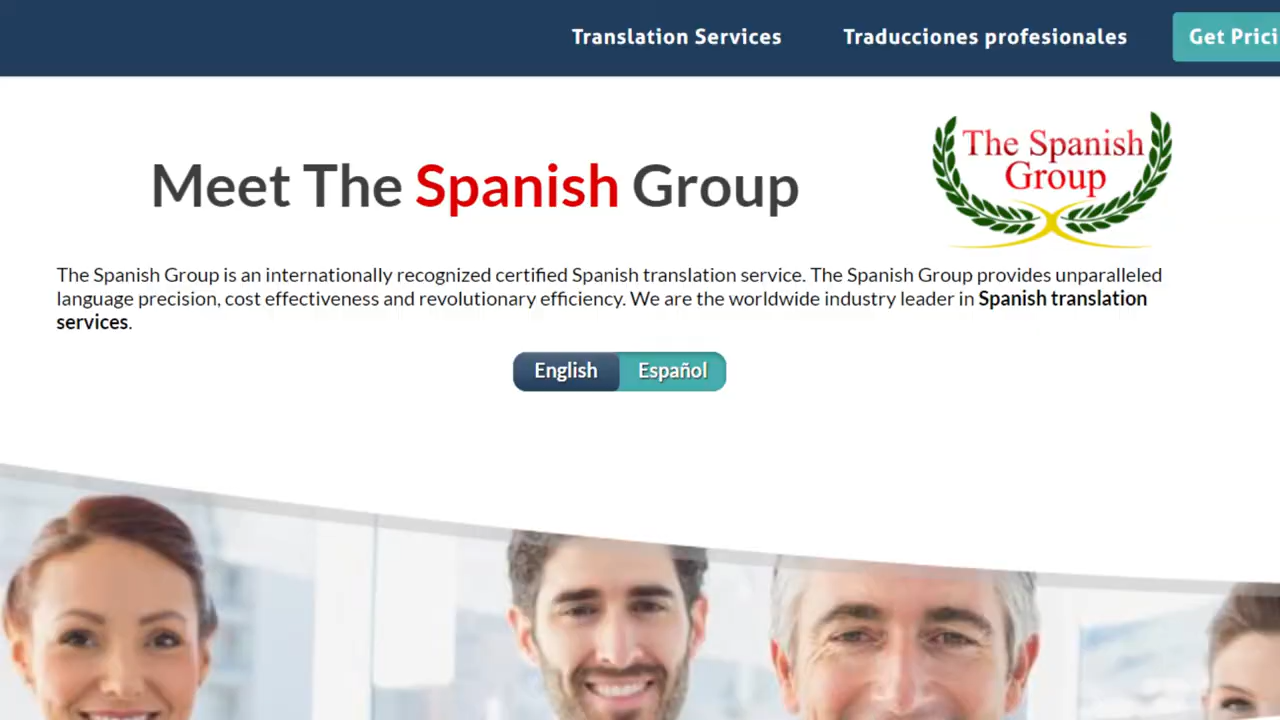 Translation Services
Traducciones profesionales
Get Prici
Meet The Spanish Group
The Spanish
Group
The Spanish Group is an internationally recognized certified Spanish translation service. The Spanish Group provides unparalleled
language precision, cost effectiveness and revolutionary efficiency. We are the worldwide industry leader in Spanish translation
services.
English
Español